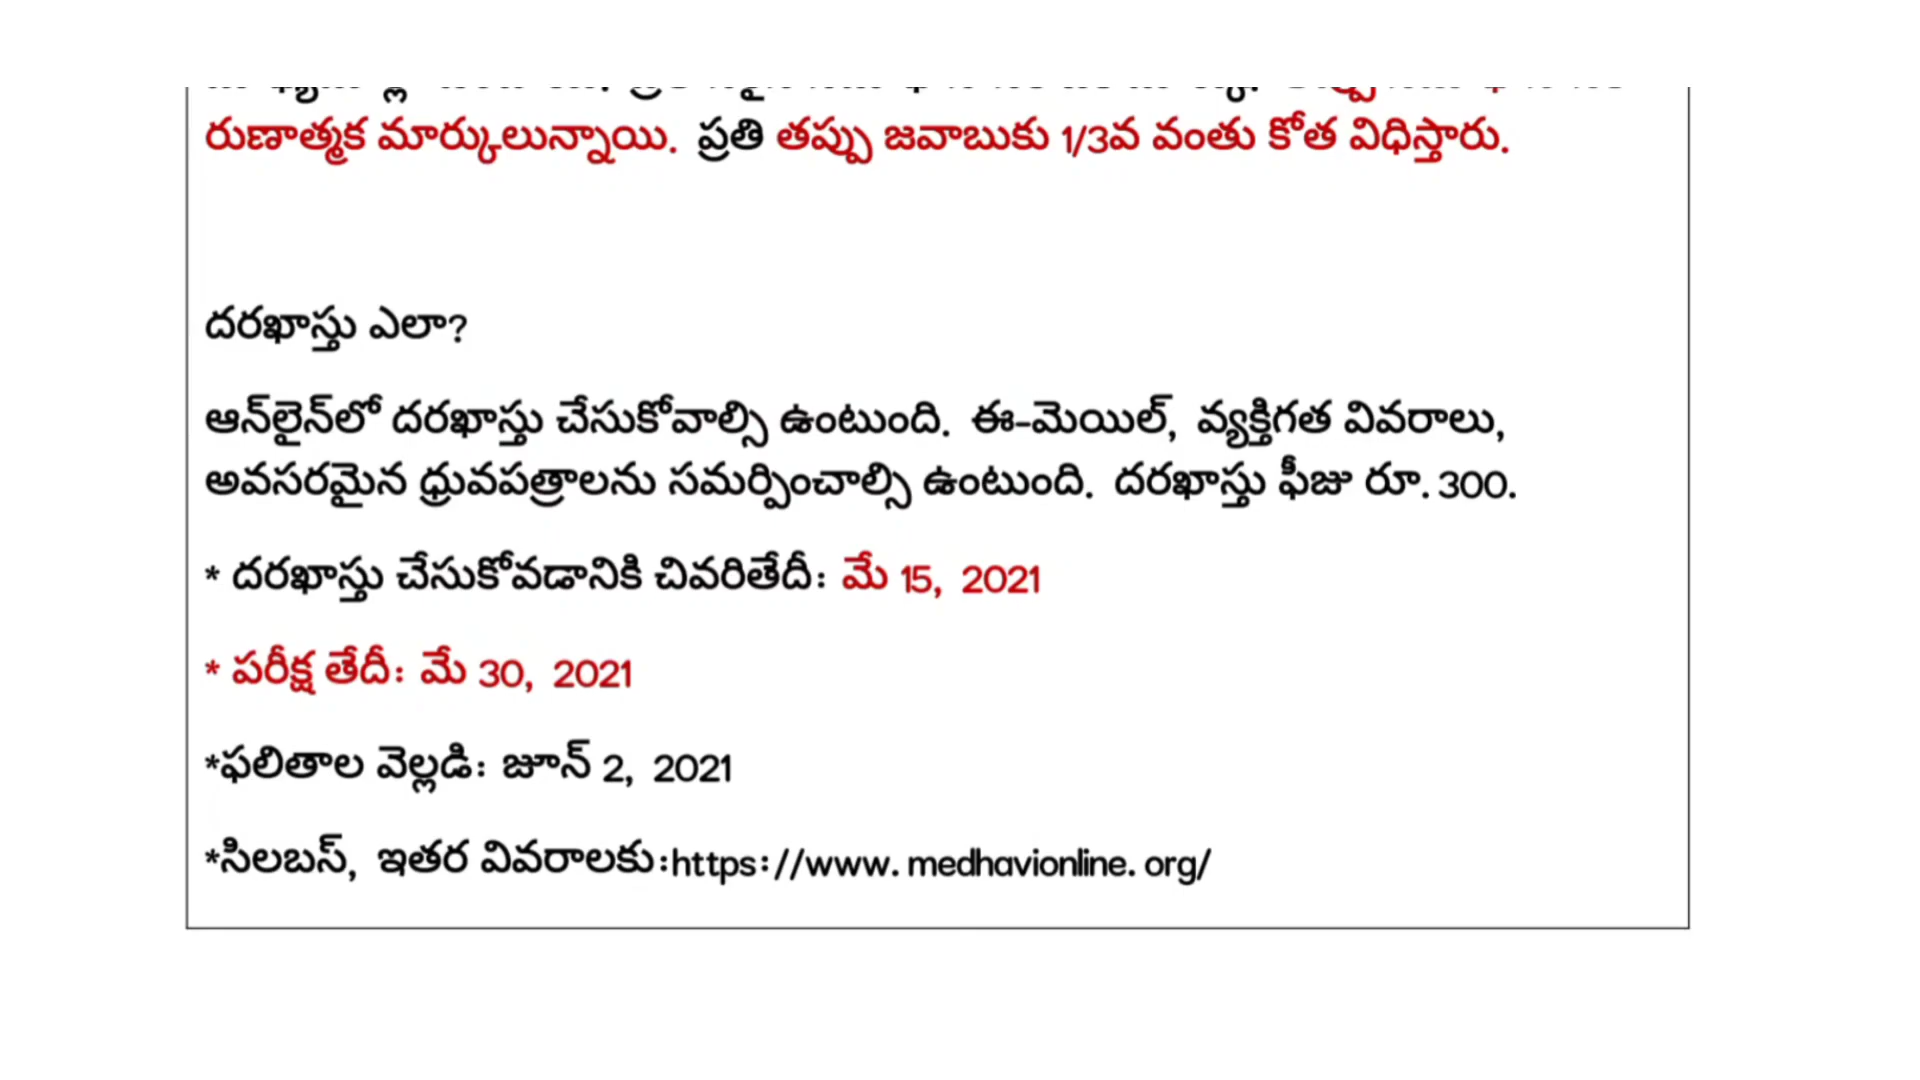 రుణాత్మక మార్కులున్నాయి. ప్రతి తప్పు జవాబుకు 1/3వ వంతు కోత విధిస్తారు.
దరఖాస్తు ఎలా?
ఆన్‌లైన్‌లో దరఖాస్తు చేసుకోవాల్సి ఉంటుంది. ఈ-మెయిల్, వ్యక్తిగత వివరాలు,
అవసరమైన ధ్రువపత్రాలను సమర్పించాల్సి ఉంటుంది. దరఖాస్తు ఫీజు రూ. 300.
* దరఖాస్తు చేసుకోవడానికి చివరితేదీ: మే 15, 2021
* పరీక్ష తేదీ: మే 30, 2021
*ఫలితాల వెల్లడి: జూన్ 2, 2021
*సిలబస్, ఇతర వివరాలకు:https://www. medhavionline. org/